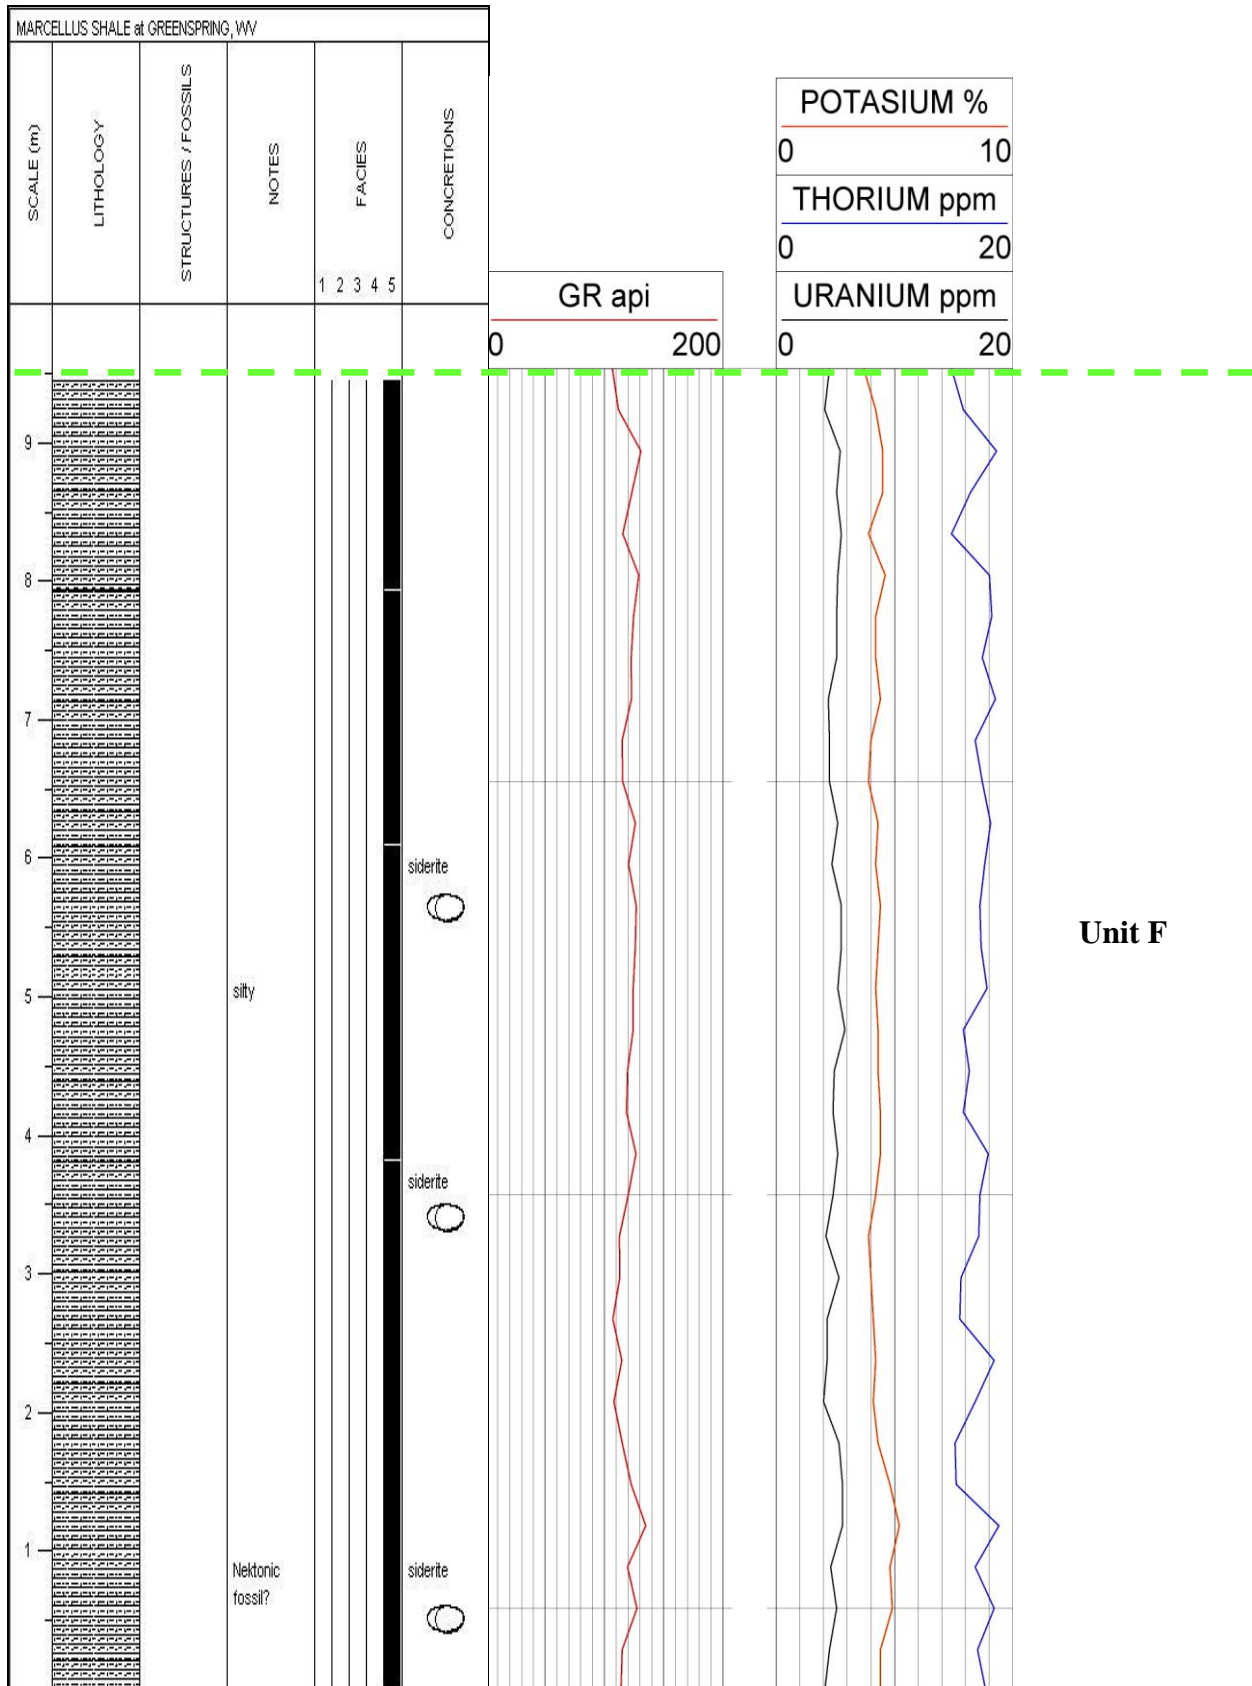 MARCELLUS SHALE at GREENSPRING, WV
SCALE (m)
LITHOLOGY
STRUCTURES / FOSSILS
NOTES
FACIES
1 2 3 4 5
CONCRETIONS
GR api
0 200
POTASIUM %
0 10
THORIUM ppm
0 20
URANIUM ppm
0 20
9
8
7
6
siderite
Unit F
5
silty
4
siderite
3
2
1
Nektonic
fossil?
siderite